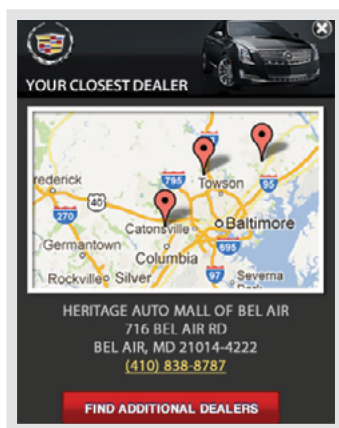 YOUR CLOSEST DEALER
rederick
795
Towson
95
40
270
Catonsville
Baltimore
Germantown
695
Columbia
Rockville
Silver
97
Severna
HERITAGE AUTO MALL OF BEL AIR
716 BEL AIR RD
BEL AIR, MD 21014-4222
(410) 838-8787
FIND ADDITIONAL DEALERS